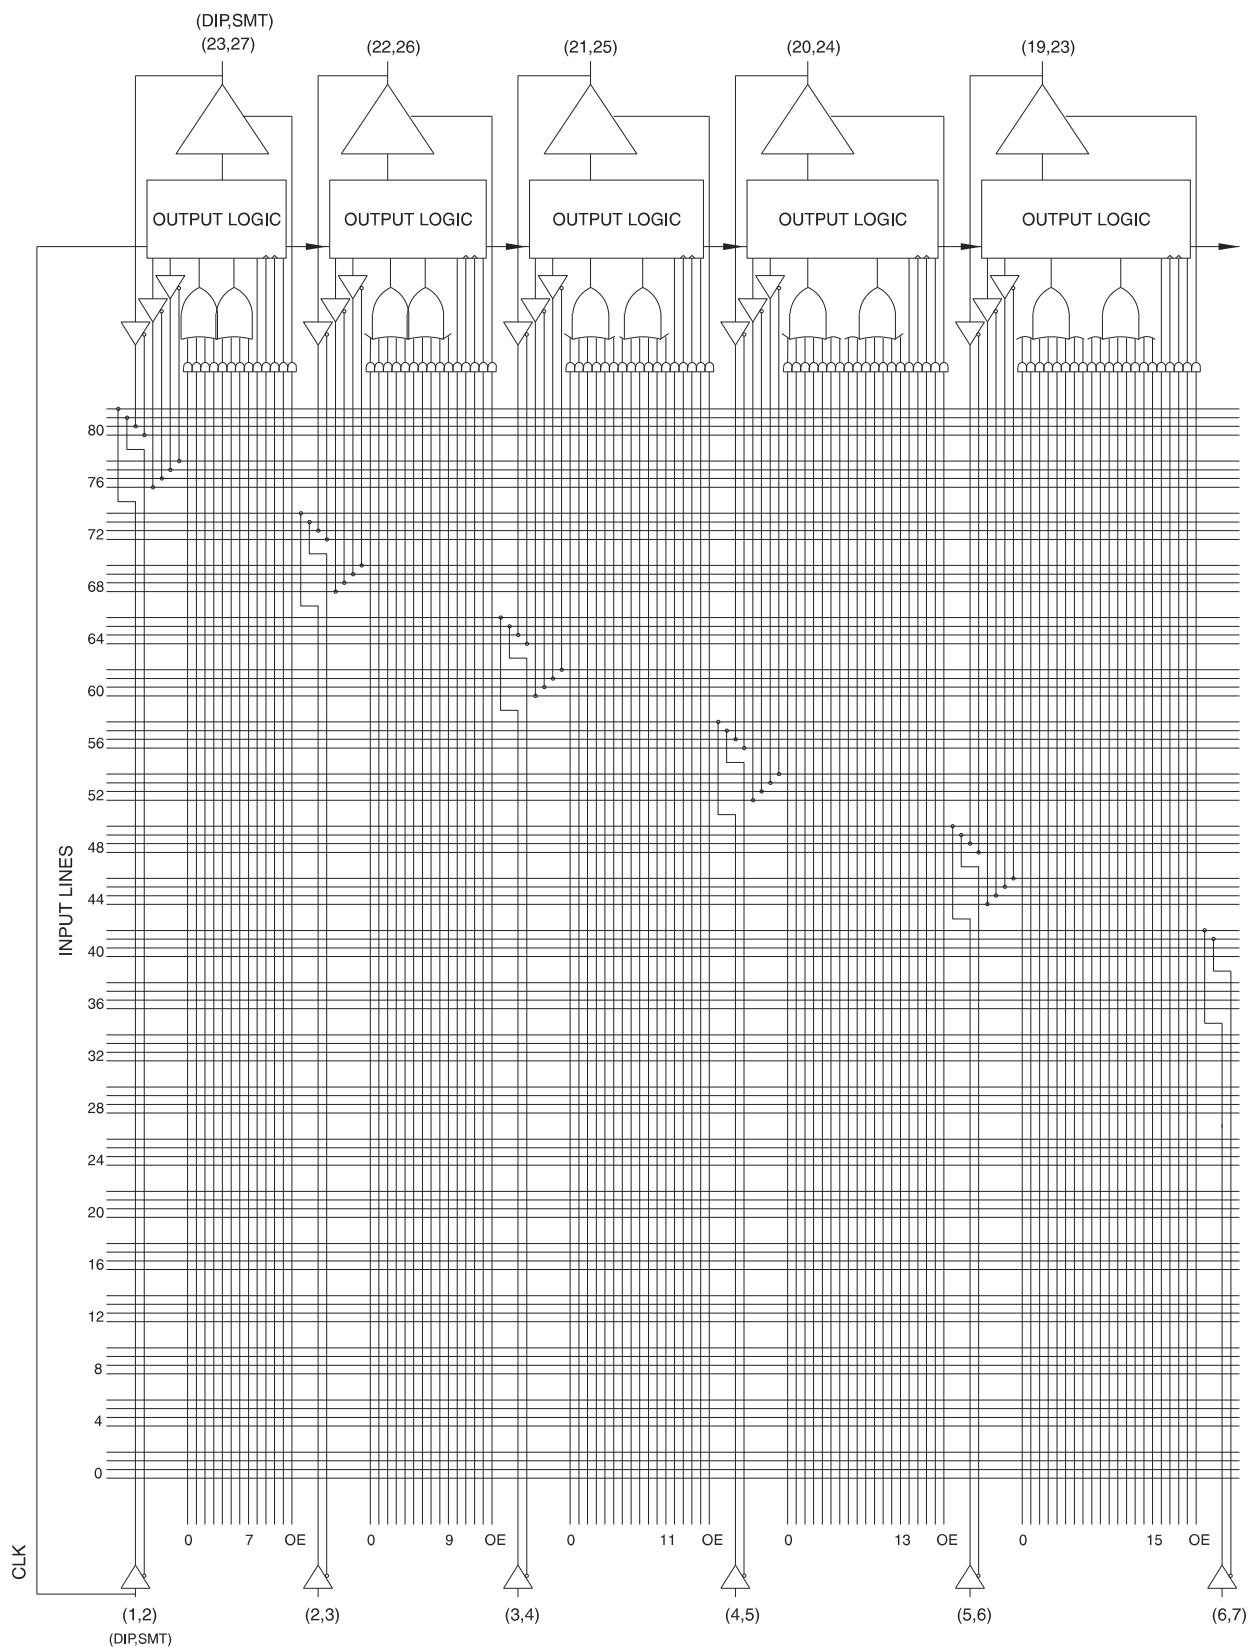 (DIP,SMT)
(23,27)
(22,26)
(21,25)
(20,24)
(19,23)
OUTPUT LOGIC
OUTPUT LOGIC
OUTPUT LOGIC
OUTPUT LOGIC
OUTPUT LOGIC
80
76
72
68
64
60
56
52
48
44
40
36
32
28
24
20
16
12
8
4
0
INPUT LINES
CLK
0 7 OE
0 9 OE
0 11 OE
0 13 OE
0 15 OE
(1,2)
(DIP,SMT)
(2,3)
(3,4)
(4,5)
(5,6)
(6,7)